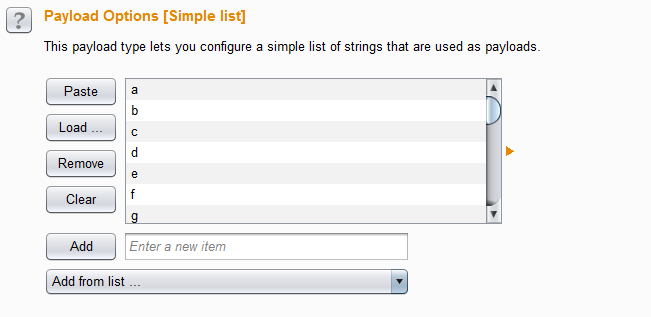 ?
Payload Options [Simple list]
This payload type lets you configure a simple list of strings that are used as payloads.
Paste
a
b
Load ...
c
d
Remove
e
Clear
f
g
Add
Enter a new item
Add from list ...